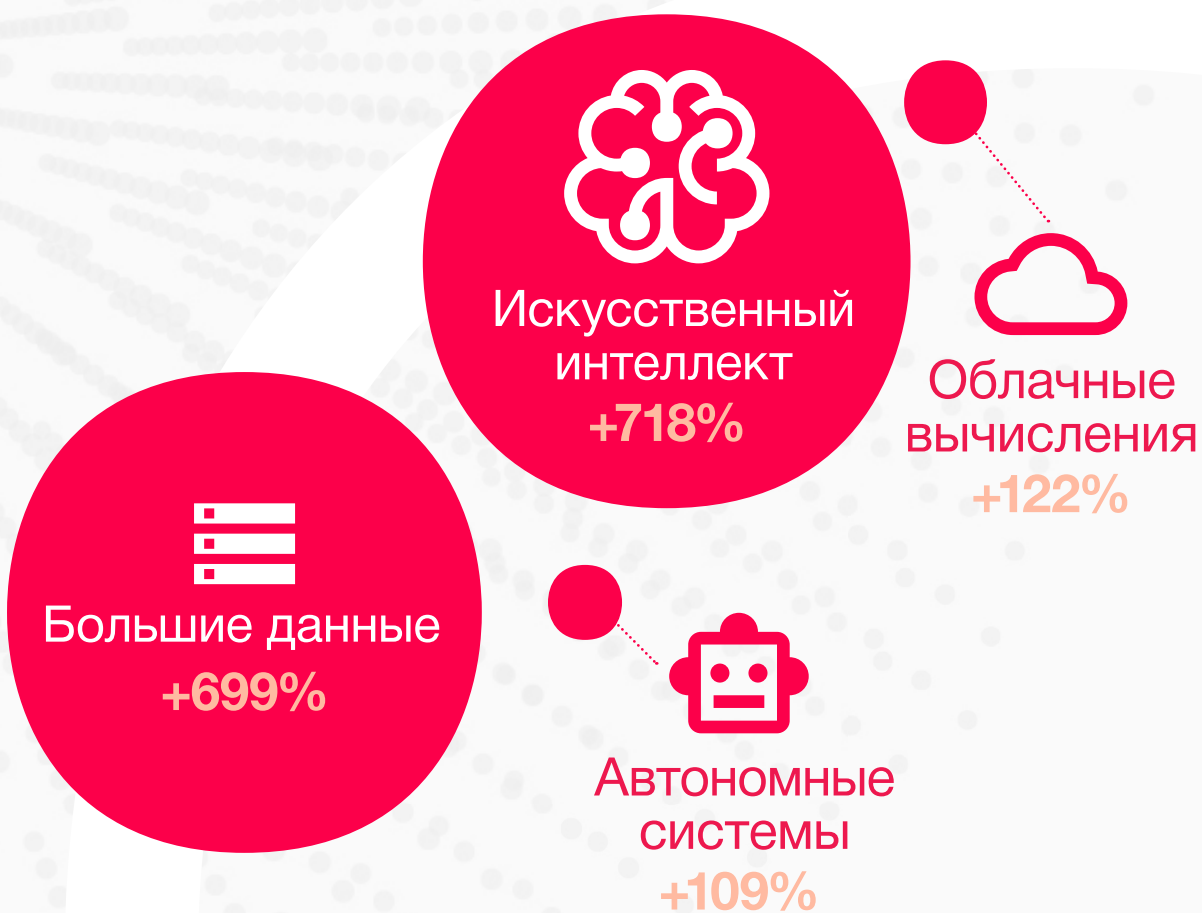 Искусственный
интеллект
+718%
Облачные
вычисления
+122%
Большие данные
+699%
Автономные
системы
+109%